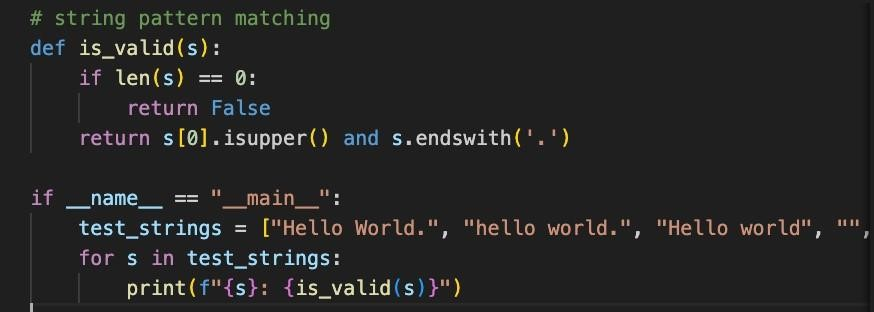 # string pattern matching
def is_valid(s):
    if len(s) == 0:
        return False
    return s[0].isupper() and s.endswith('.')

if __name__ == "__main__":
    test_strings = ["Hello World.", "hello world.", "Hello world", "",
    for s in test_strings:
        print(f"{s}: {is_valid(s)}")